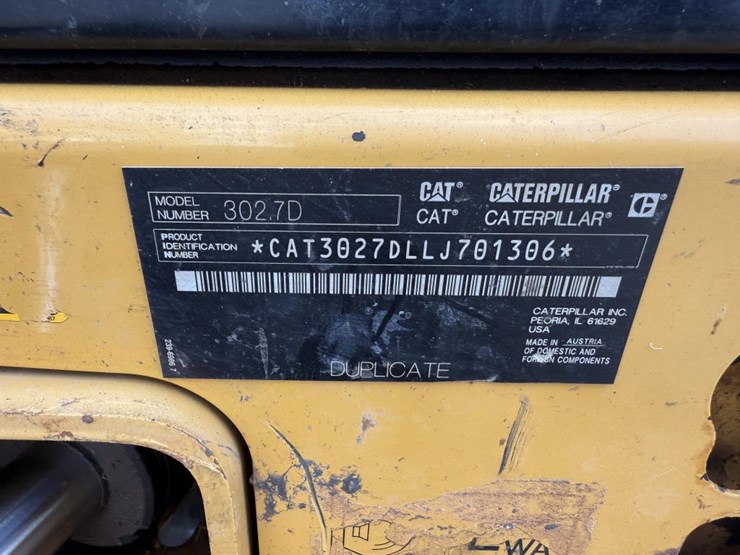 CAT® CATERPILLAR®
CAT® CATERPILLAR®
MODEL NUMBER 302.7D
PRODUCT IDENTIFICATION NUMBER *CAT3027DLLJ701306*
CATERPILLAR INC.
PEORIA, IL 61629
USA
MADE IN AUSTRIA
OF DOMESTIC AND
FOREIGN COMPONENTS
DUPLICATE